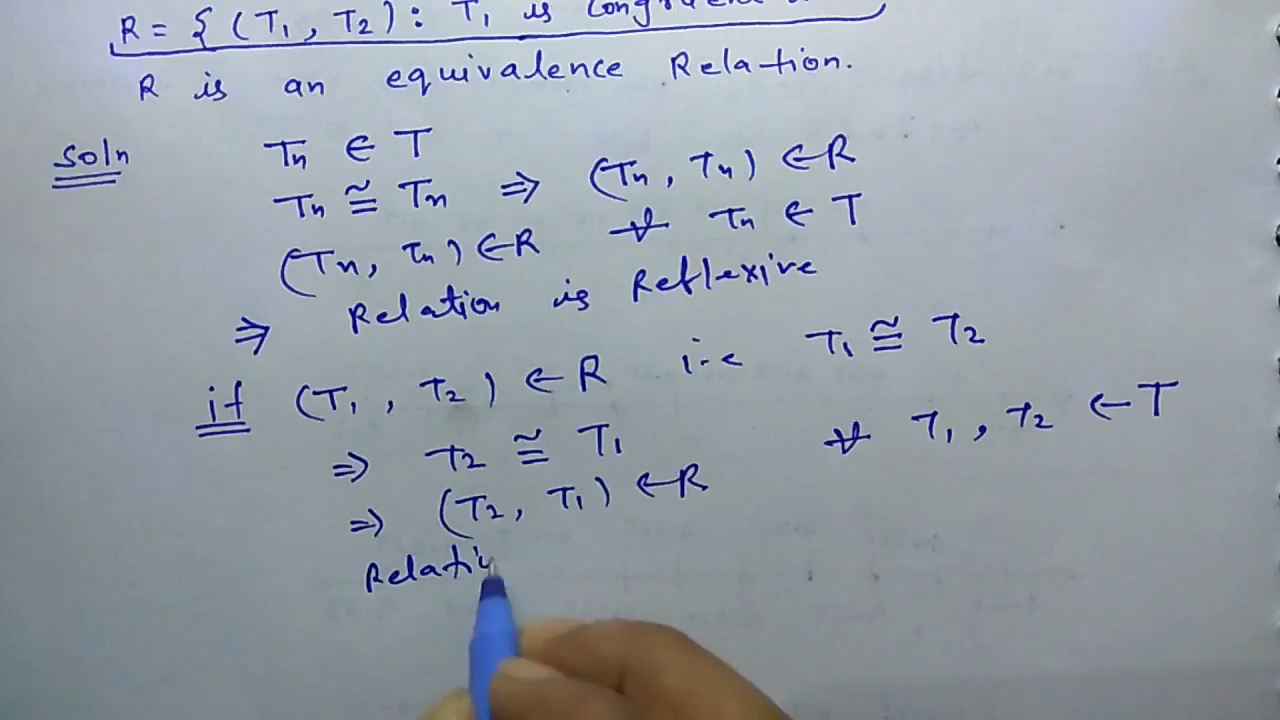 R = { (T1, T2) : T1 is congruent
R is an equivalence Relation.
Soln Tn ∈ T
Tn ≅ Tn ⇒ (Tn, Tn) ∈ R
(Tn, Tn) ∈ R ∀ Tn ∈ T
⇒ Relation is Reflexive
if (T1, T2) ∈ R i.e T1 ≅ T2
⇒ T2 ≅ T1 ∀ T1, T2 ∈ T
⇒ (T2, T1) ∈ R
Relati